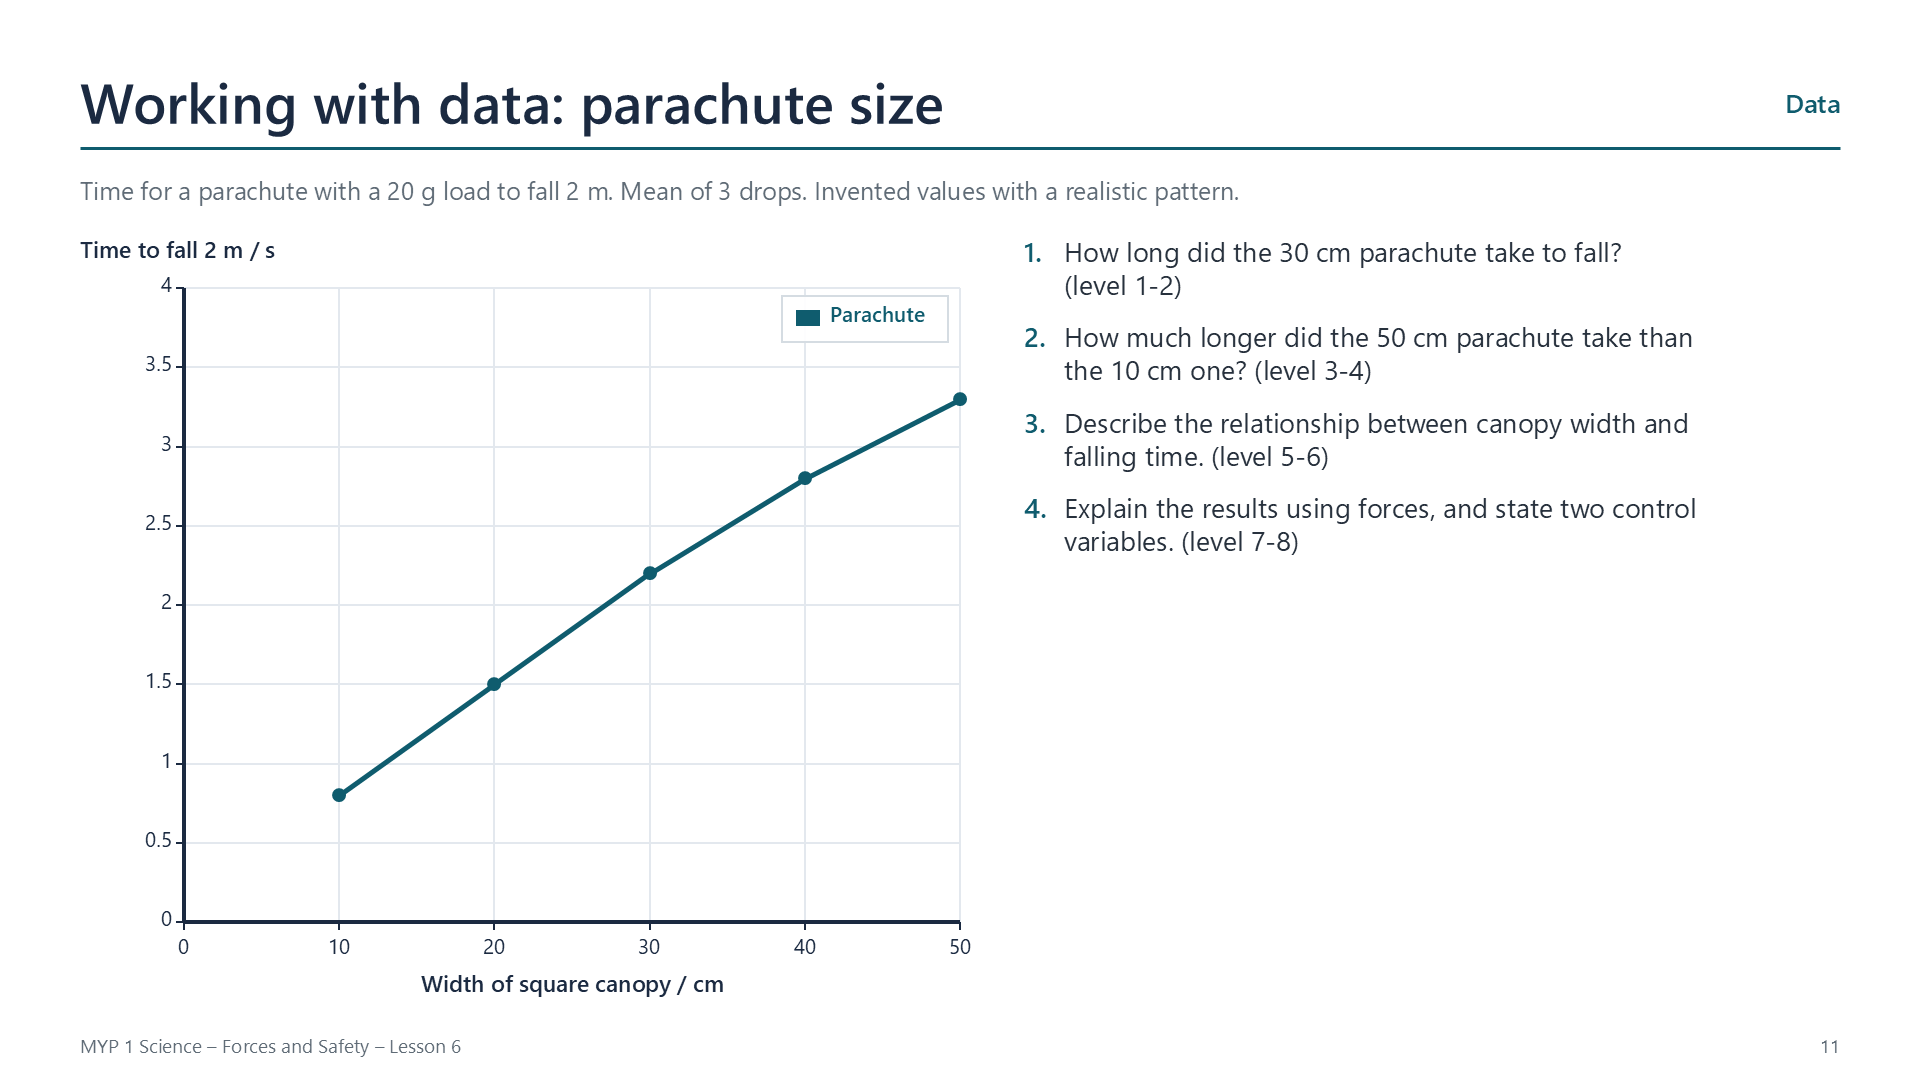 Working with data: parachute size
Data
Time for a parachute with a 20 g load to fall 2 m. Mean of 3 drops. Invented values with a realistic pattern.
Time to fall 2 m / s
4
3.5
3
2.5
2
1.5
1
0.5
0
Parachute
0
10
20
30
40
50
Width of square canopy / cm
1. How long did the 30 cm parachute take to fall?
(level 1-2)
2. How much longer did the 50 cm parachute take than
the 10 cm one? (level 3-4)
3. Describe the relationship between canopy width and
falling time. (level 5-6)
4. Explain the results using forces, and state two control
variables. (level 7-8)
MYP 1 Science – Forces and Safety – Lesson 6
11